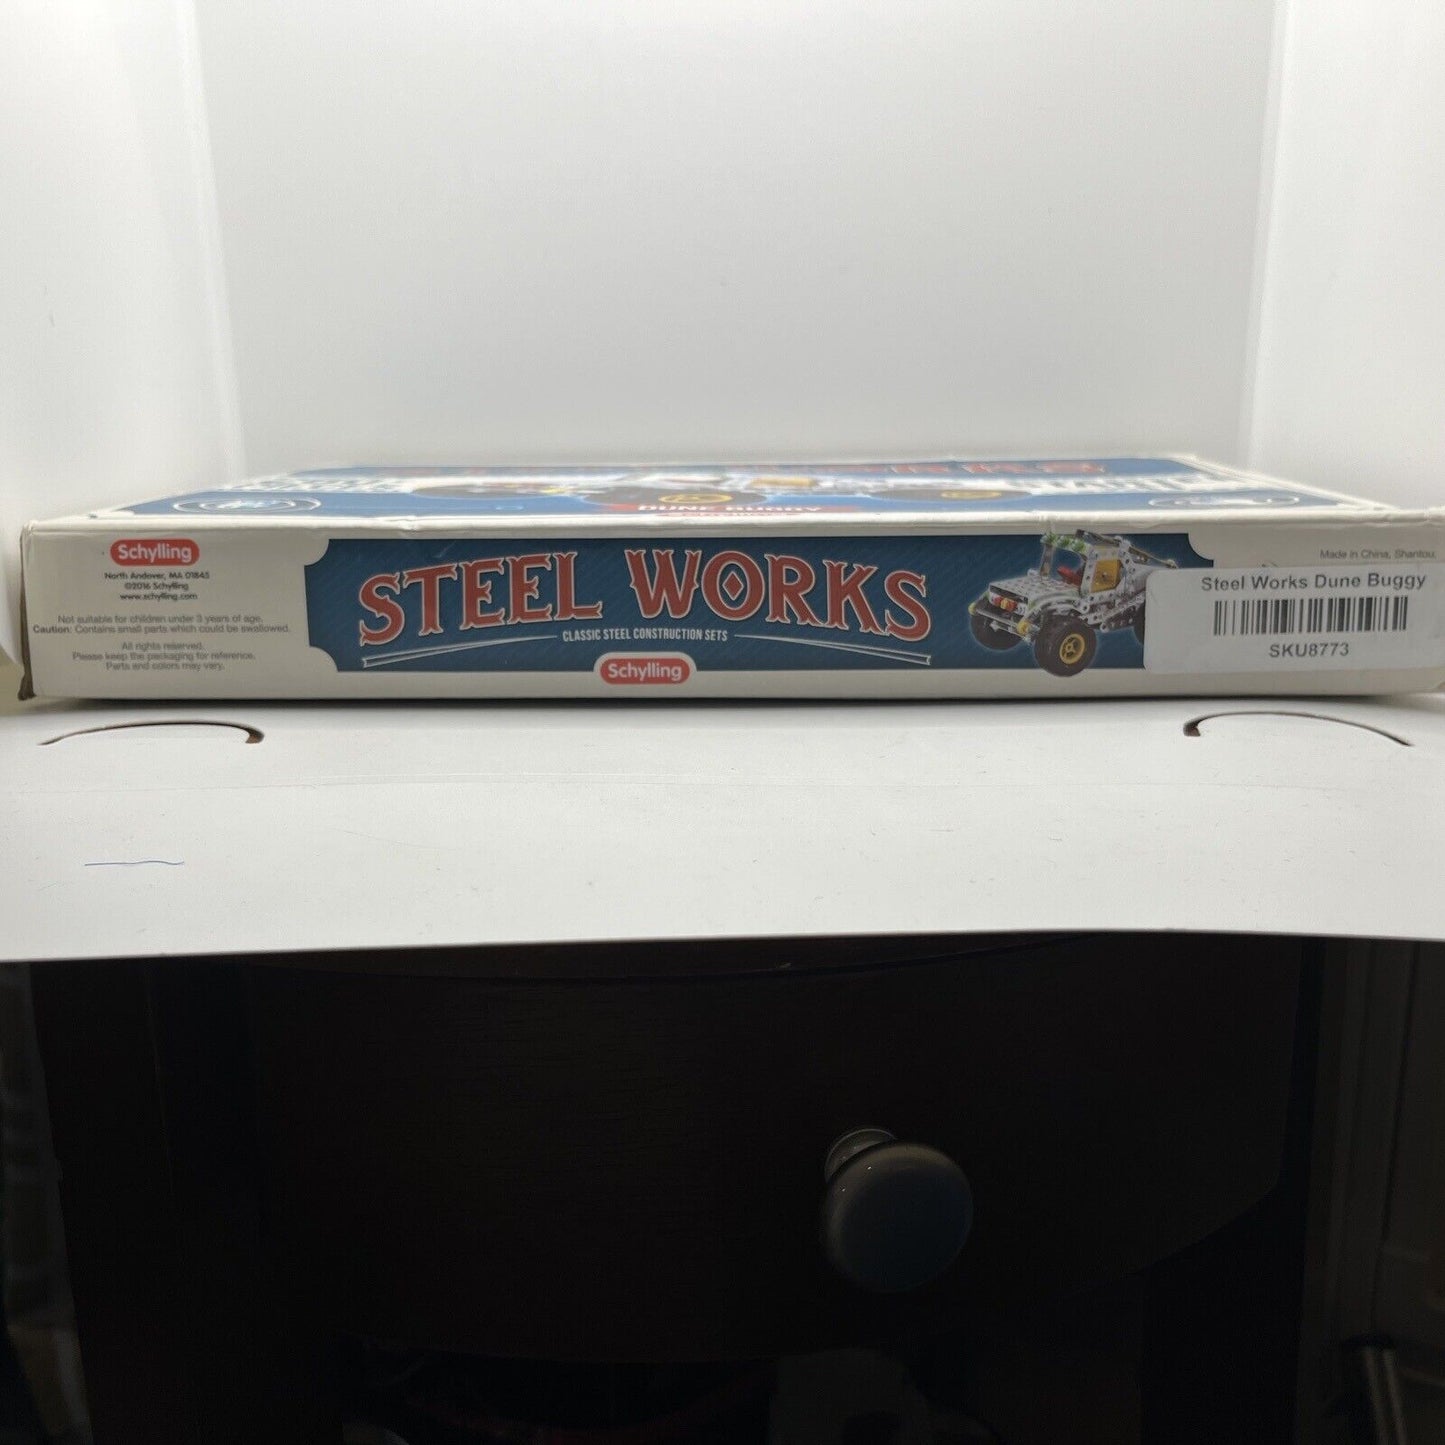 DUNE BUGGY
Schylling
North Andover, MA 01845
©2016 Schylling
www.schylling.com
Not suitable for children under 3 years of age.
Caution: Contains small parts which could be swallowed.
All rights reserved.
Please keep the packaging for reference.
Parts and colors may vary.
STEEL WORKS
CLASSIC STEEL CONSTRUCTION SETS
Schylling
Made in China, Shantou,
Steel Works Dune Buggy
SKU8773